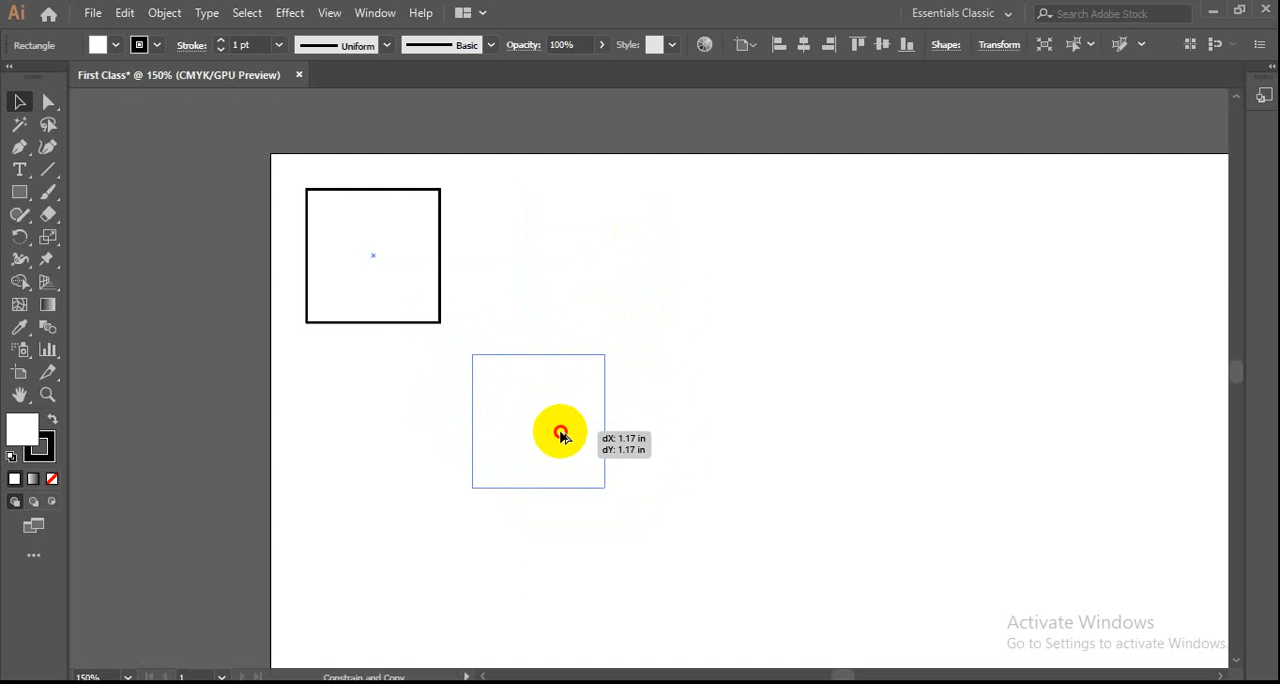 Ai File Edit Object Type Select Effect View Window Help Essentials Classic Search Adobe Stock
Rectangle Stroke: 1 pt Uniform Basic Opacity: 100% Style: Shape: Transform
First Class* @ 150% (CMYK/GPU Preview)
dX: 1.17 in
dY: 1.17 in
Activate Windows
Go to Settings to activate Windows.
150% 1 Constrain and Copy